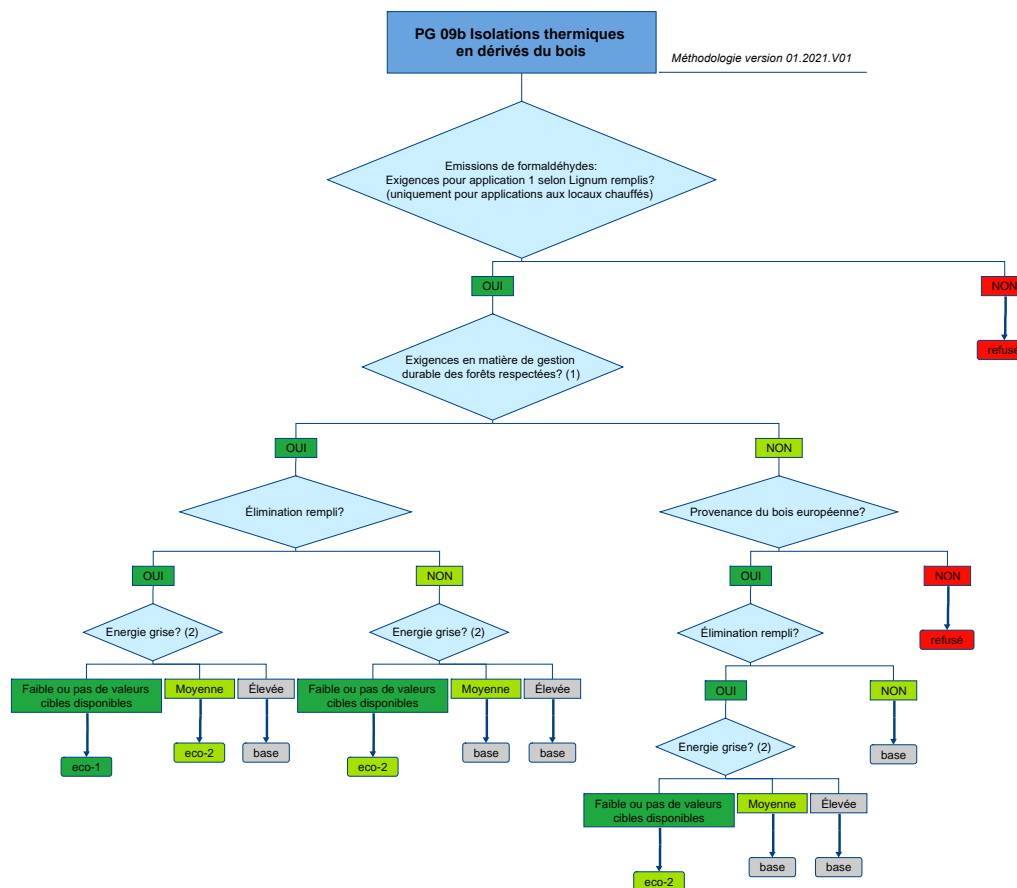 PG 09b Isolations thermiques
en dérivés du bois
Méthodologie version 01.2021.V01
Emissions de formaldéhydes:
Exigences pour application 1 selon Lignum remplis?
(uniquement pour applications aux locaux chauffés)
OUI
NON
refusé
Exigences en matière de gestion
durable des forêts respectées? (1)
OUI
NON
Élimination rempli?
Provenance du bois européenne?
OUI
NON
OUI
NON
Energie grise? (2)
Energie grise? (2)
Élimination rempli?
refusé
Faible ou pas de valeurs
cibles disponibles
Moyenne
Élevée
Faible ou pas de valeurs
cibles disponibles
Moyenne
Élevée
OUI
NON
eco-1
eco-2
base
eco-2
base
base
Energie grise? (2)
base
Faible ou pas de valeurs
cibles disponibles
Moyenne
Élevée
eco-2
base
base